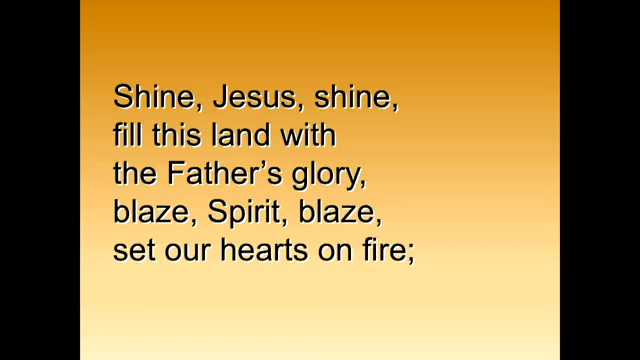 Shine, Jesus, shine,
fill this land with
the Father’s glory,
blaze, Spirit, blaze,
set our hearts on fire;